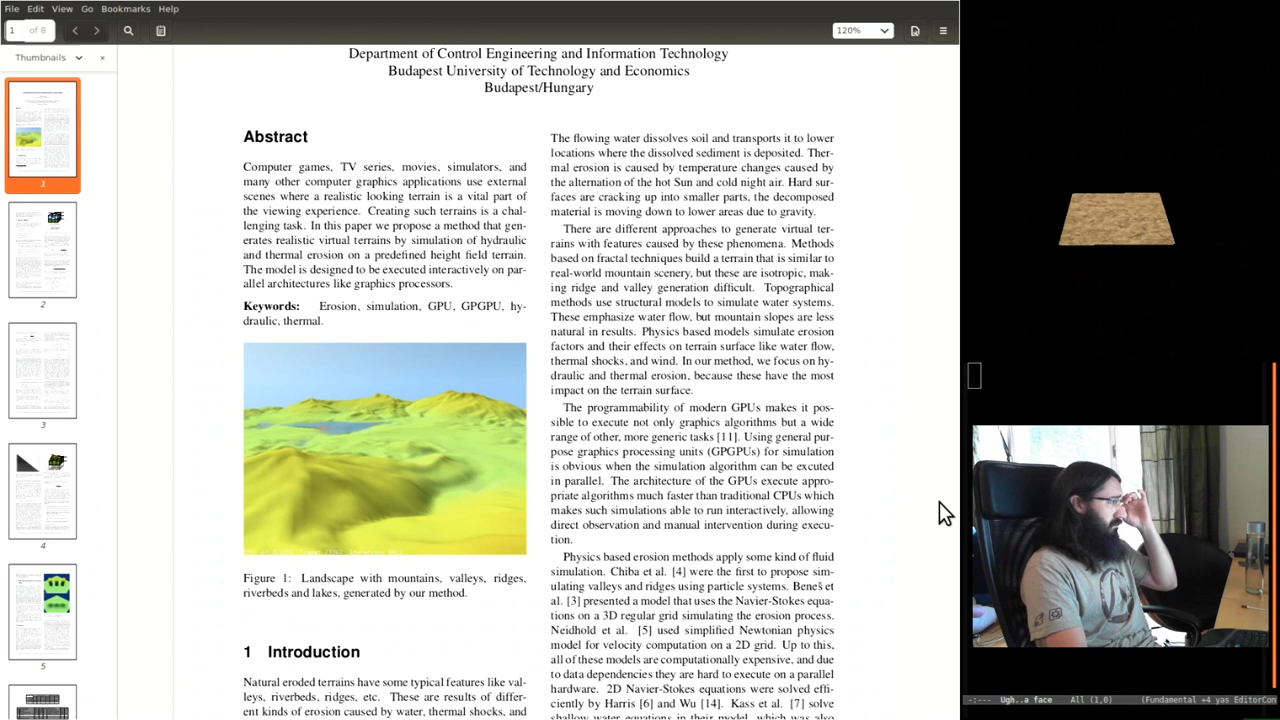 File Edit View Go Bookmarks Help
1 of 8
120%
Thumbnails
1
2
3
4
5
Department of Control Engineering and Information Technology
Budapest University of Technology and Economics
Budapest/Hungary
Abstract
Computer games, TV series, movies, simulators, and
many other computer graphics applications use external
scenes where a realistic looking terrain is a vital part of
the viewing experience. Creating such terrains is a chal-
lenging task. In this paper we propose a method that gen-
erates realistic virtual terrains by simulation of hydraulic
and thermal erosion on a predefined height field terrain.
The model is designed to be executed interactively on par-
allel architectures like graphics processors.
Keywords: Erosion, simulation, GPU, GPGPU, hy-
draulic, thermal.
Figure 1: Landscape with mountains, valleys, ridges,
riverbeds and lakes, generated by our method.
1 Introduction
Natural eroded terrains have some typical features like val-
leys, riverbeds, ridges, etc. These are results of differ-
ent kinds of erosion caused by water, thermal shocks, and
The flowing water dissolves soil and transports it to lower
locations where the dissolved sediment is deposited. Ther-
mal erosion is caused by temperature changes caused by
the alternation of the hot Sun and cold night air. Hard sur-
faces are cracking up into smaller parts, the decomposed
material is moving down to lower areas due to gravity.
There are different approaches to generate virtual ter-
rains with features caused by these phenomena. Methods
based on fractal techniques build a terrain that is similar to
real-world mountain scenery, but these are isotropic, mak-
ing ridge and valley generation difficult. Topographical
methods use structural models to simulate water systems.
These emphasize water flow, but mountain slopes are less
natural in results. Physics based models simulate erosion
factors and their effects on terrain surface like water flow,
thermal shocks, and wind. In our method, we focus on hy-
draulic and thermal erosion, because these have the most
impact on the terrain surface.
The programmability of modern GPUs makes it pos-
sible to execute not only graphics algorithms but a wide
range of other, more generic tasks [11]. Using general pur-
pose graphics processing units (GPGPUs) for simulation
is obvious when the simulation algorithm can be excuted
in parallel. The architecture of the GPUs execute appro-
priate algorithms much faster than traditional CPUs which
makes such simulations able to run interactively, allowing
direct observation and manual intervention during execu-
tion.
Physics based erosion methods apply some kind of fluid
simulation. Chiba et al. [4] were the first to propose sim-
ulating valleys and ridges using particle systems. Beneš et
al. [3] presented a model that uses the Navier-Stokes equa-
tions on a 3D regular grid simulating the erosion process.
Neidhold et al. [5] used simplified Newtonian physics
model for velocity computation on a 2D grid. Up to this,
all of these models are computationally expensive, and due
to data dependencies they are hard to execute on a parallel
hardware. 2D Navier-Stokes equations were solved effi-
ciently by Harris [6] and Wu [14]. Kass et al. [7] solve
shallow water equations in their model, which was also
-:--- Ugh..a face All (1,0) (Fundamental +4 yas EditorCon